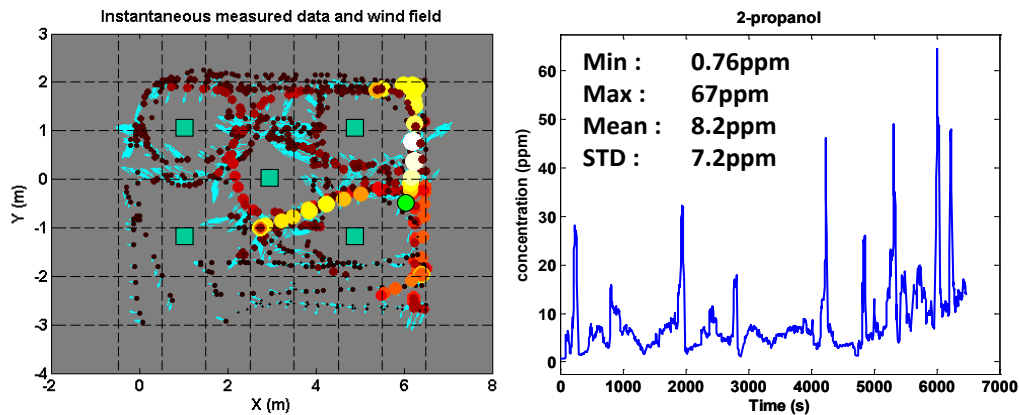 Instantaneous measured data and wind field
3
2
1
0
-1
-2
-3
-4
Y (m)
-2
0
2
4
6
8
X (m)
2-propanol
Min : 0.76ppm
Max : 67ppm
Mean : 8.2ppm
STD : 7.2ppm
60
50
40
30
20
10
0
concentration (ppm)
0
1000
2000
3000
4000
5000
6000
7000
Time (s)